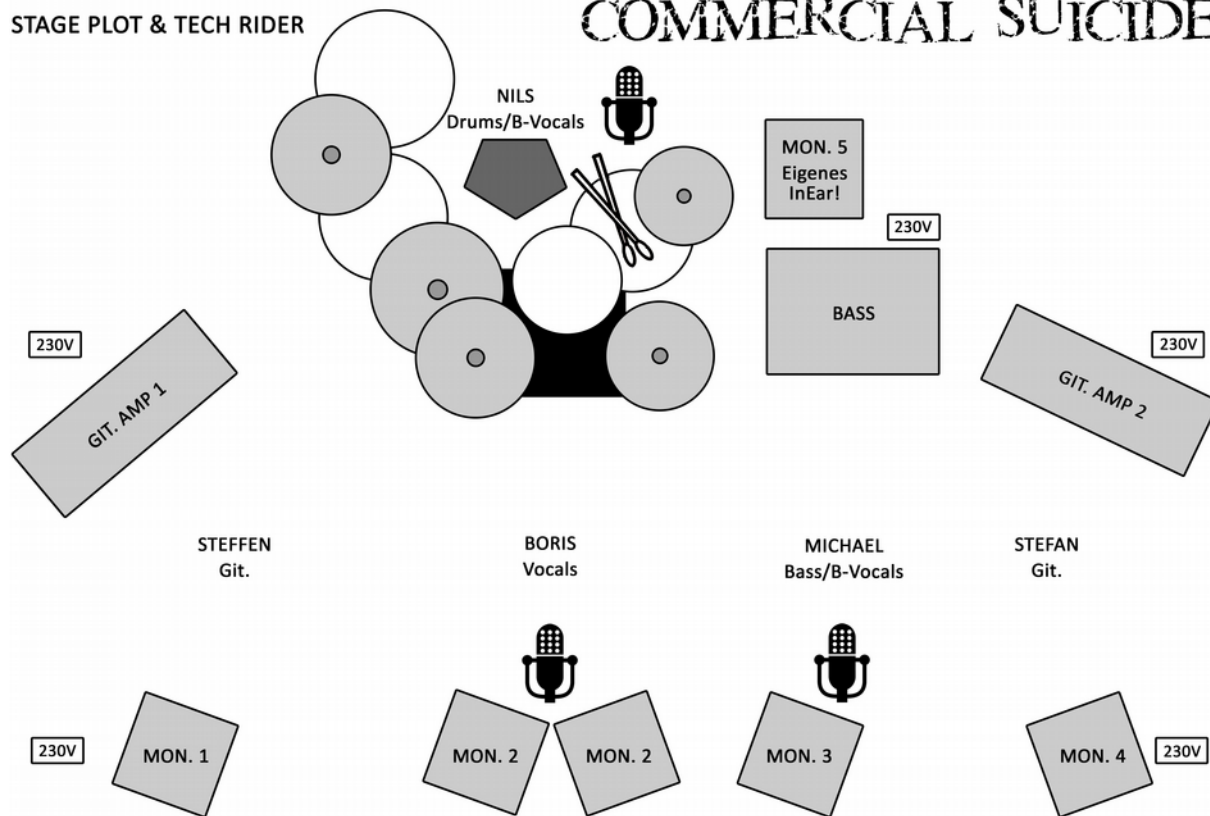 STAGE PLOT & TECH RIDER
COMMERCIAL SUICIDE
NILS
Drums/B-Vocals
MON. 5
Eigenes
InEar!
230V
BASS
230V
GIT. AMP 1
230V
GIT. AMP 2
STEFFEN
Git.
BORIS
Vocals
MICHAEL
Bass/B-Vocals
STEFAN
Git.
230V
MON. 1
MON. 2
MON. 2
MON. 3
MON. 4
230V